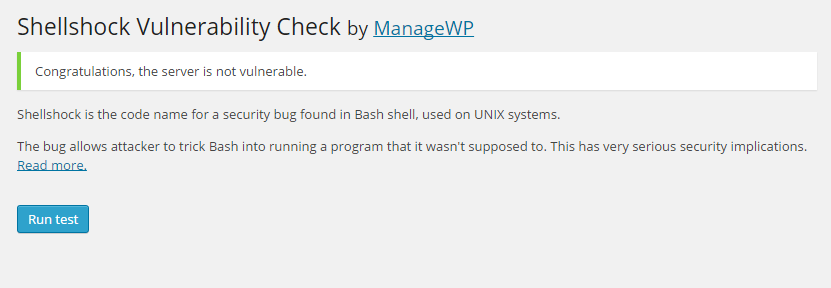 Shellshock Vulnerability Check by ManageWP
Congratulations, the server is not vulnerable.
Shellshock is the code name for a security bug found in Bash shell, used on UNIX systems.
The bug allows attacker to trick Bash into running a program that it wasn't supposed to. This has very serious security implications.
Read more.
Run test